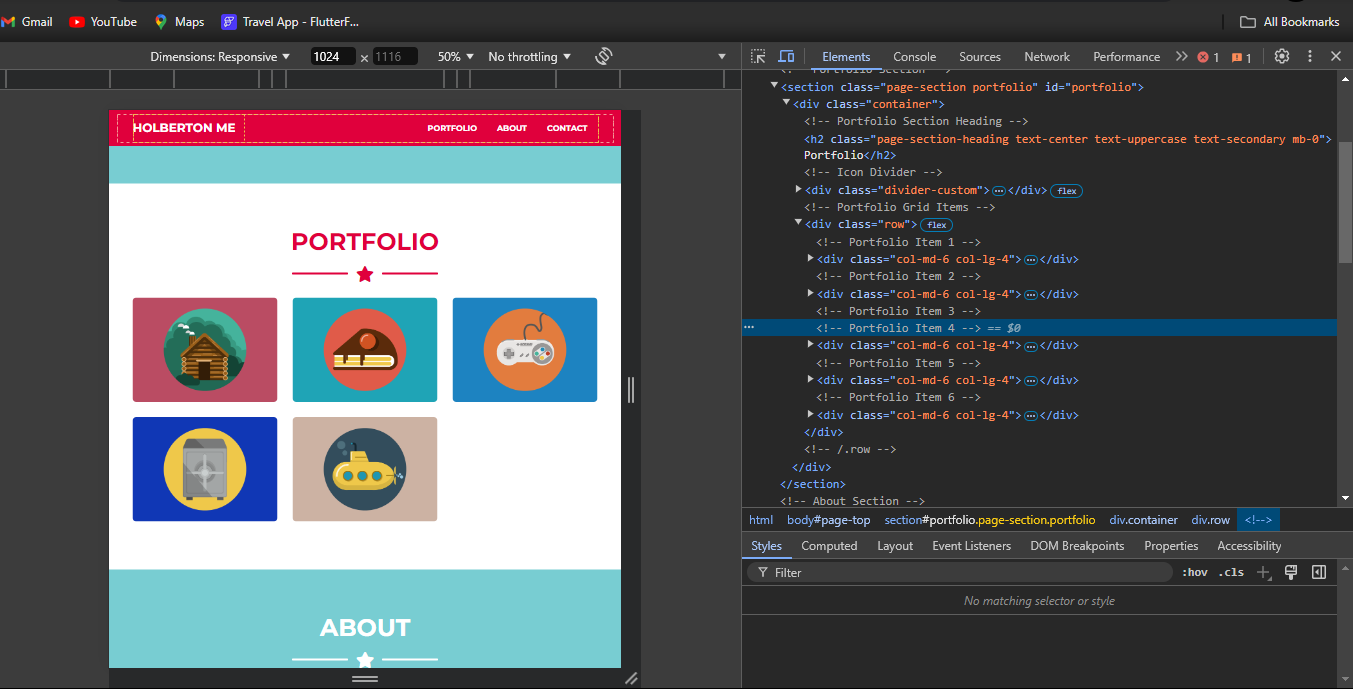 Gmail YouTube Maps Travel App - FlutterF... All Bookmarks
Dimensions: Responsive 1024 × 1116 50% No throttling
Elements Console Sources Network Performance 1 1
HOLBERTON ME PORTFOLIO ABOUT CONTACT
PORTFOLIO
ABOUT
<!-- Portfolio Section -->
<section class="page-section portfolio" id="portfolio">
<div class="container">
<!-- Portfolio Section Heading -->
<h2 class="page-section-heading text-center text-uppercase text-secondary mb-0">
Portfolio</h2>
<!-- Icon Divider -->
<div class="divider-custom">…</div> flex
<!-- Portfolio Grid Items -->
<div class="row"> flex
<!-- Portfolio Item 1 -->
<div class="col-md-6 col-lg-4">…</div>
<!-- Portfolio Item 2 -->
<div class="col-md-6 col-lg-4">…</div>
<!-- Portfolio Item 3 -->
… <!-- Portfolio Item 4 --> == $0
<div class="col-md-6 col-lg-4">…</div>
<!-- Portfolio Item 5 -->
<div class="col-md-6 col-lg-4">…</div>
<!-- Portfolio Item 6 -->
<div class="col-md-6 col-lg-4">…</div>
</div>
<!-- /.row -->
</div>
</section>
<!-- About Section -->
html body#page-top section#portfolio.page-section.portfolio div.container div.row <!-->
Styles Computed Layout Event Listeners DOM Breakpoints Properties Accessibility
Filter :hov .cls
No matching selector or style